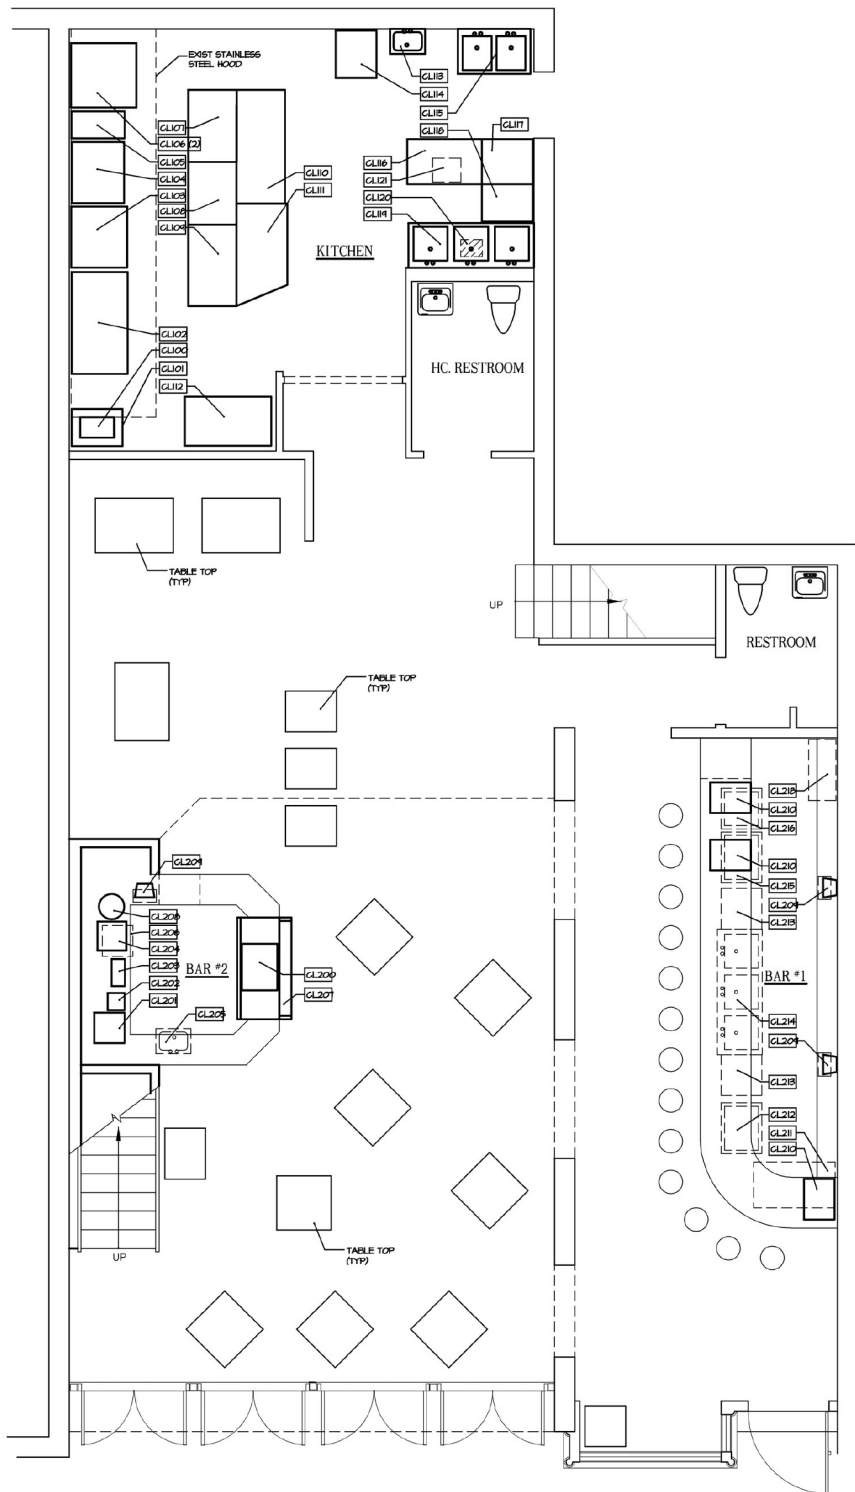 EXIST STAINLESS
STEEL HOOD
CL113
CL114
CL115
CL118
CL117
CL107
CL106 (2)
CL105
CL104
CL103
CL108
CL109
CL110
CL111
CL116
CL121
CL120
CL119
KITCHEN
CL102
CL100
CL101
CL112
HC. RESTROOM
TABLE TOP
(TYP)
UP
RESTROOM
TABLE TOP
(TYP)
CL218
CL210
CL216
CL210
CL215
CL209
CL213
CL209
CL208
CL206
CL204
CL203
CL202
CL201
BAR #2
CL200
CL207
CL205
BAR #1
CL214
CL209
CL213
CL212
CL211
CL210
UP
TABLE TOP
(TYP)